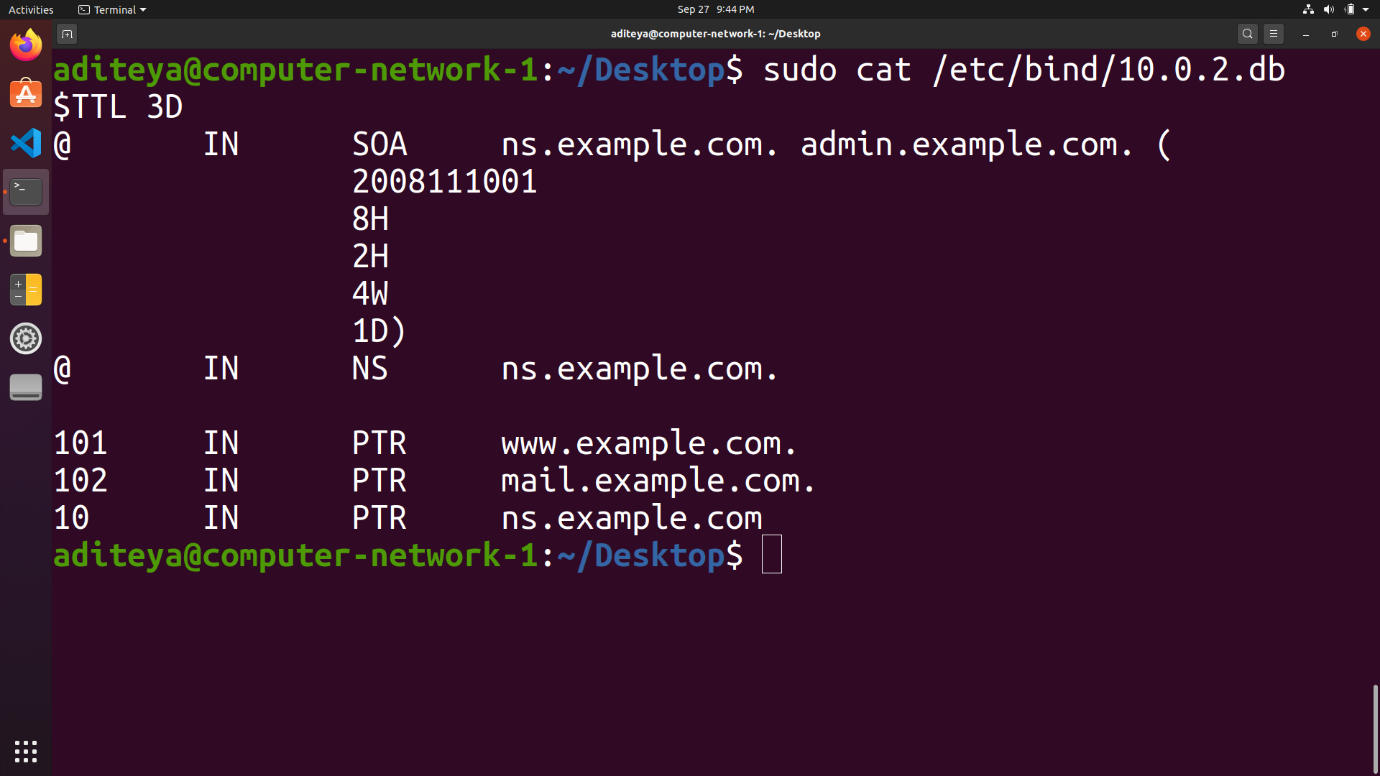 Activities Terminal Sep 27 9:44 PM
aditeya@computer-network-1: ~/Desktop
aditeya@computer-network-1:~/Desktop$ sudo cat /etc/bind/10.0.2.db
$TTL 3D
@ IN SOA ns.example.com. admin.example.com. (
2008111001
8H
2H
4W
1D)
@ IN NS ns.example.com.
101 IN PTR www.example.com.
102 IN PTR mail.example.com.
10 IN PTR ns.example.com
aditeya@computer-network-1:~/Desktop$